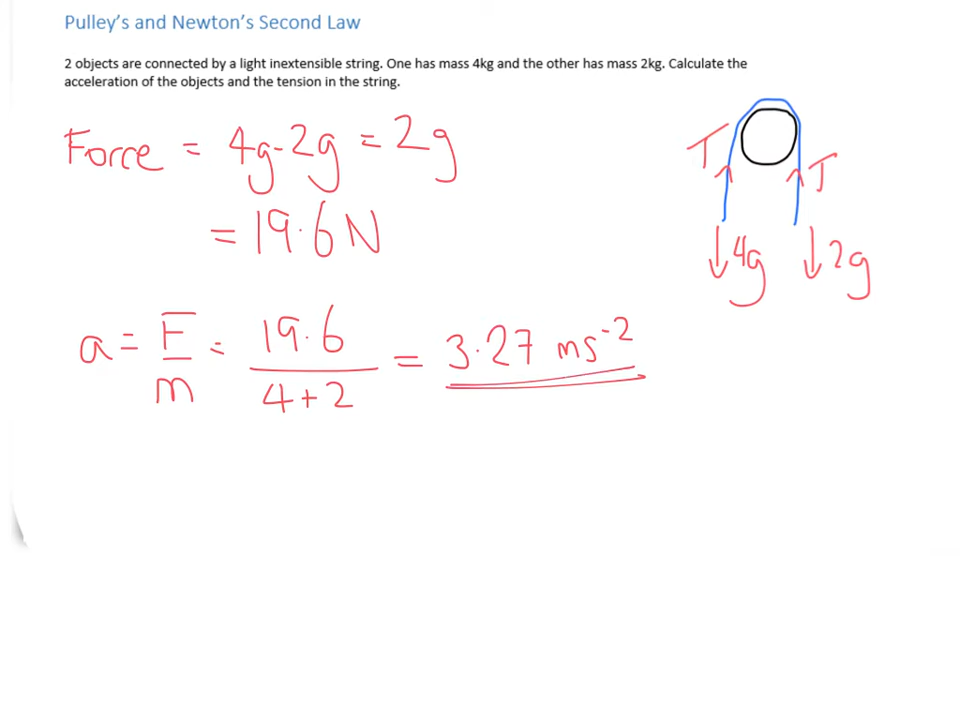 Pulley's and Newton's Second Law
2 objects are connected by a light inextensible string. One has mass 4kg and the other has mass 2kg. Calculate the
acceleration of the objects and the tension in the string.
Force = 4g-2g = 2g
= 19.6N
a = F/m = 19.6/4+2 = 3.27 ms⁻²
T T
↓4g ↓2g